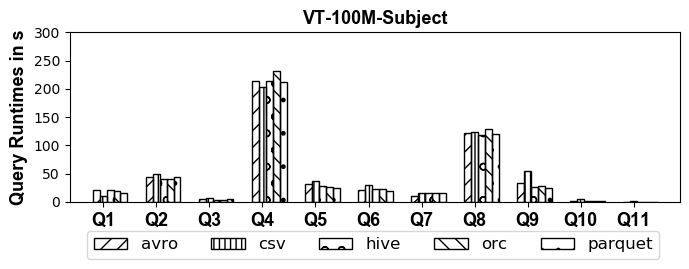 VT-100M-Subject
Query Runtimes in s
300
250
200
150
100
50
0
Q1 Q2 Q3 Q4 Q5 Q6 Q7 Q8 Q9 Q10 Q11
avro csv hive orc parquet